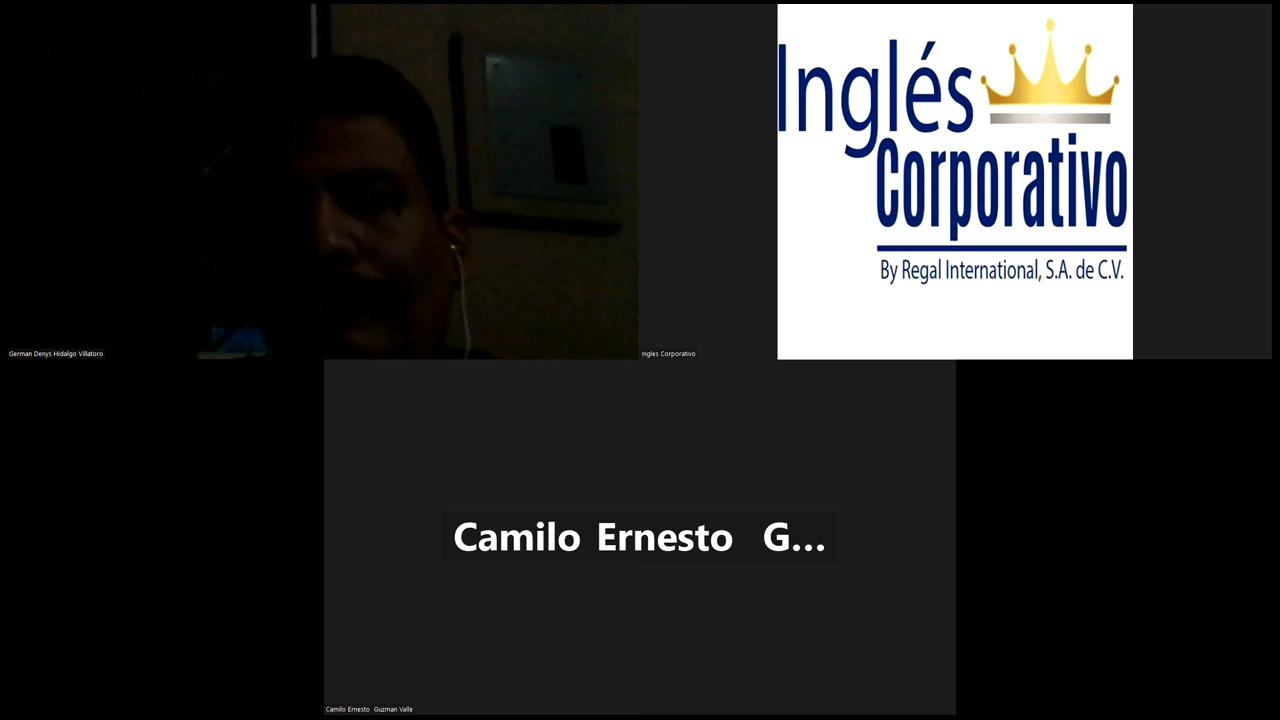 Inglés
Corporativo
By Regal International, S.A. de C.V.
German Denys Hidalgo Villatoro
Ingles Corporativo
Camilo Ernesto G...
Camilo Ernesto Guzman Valle